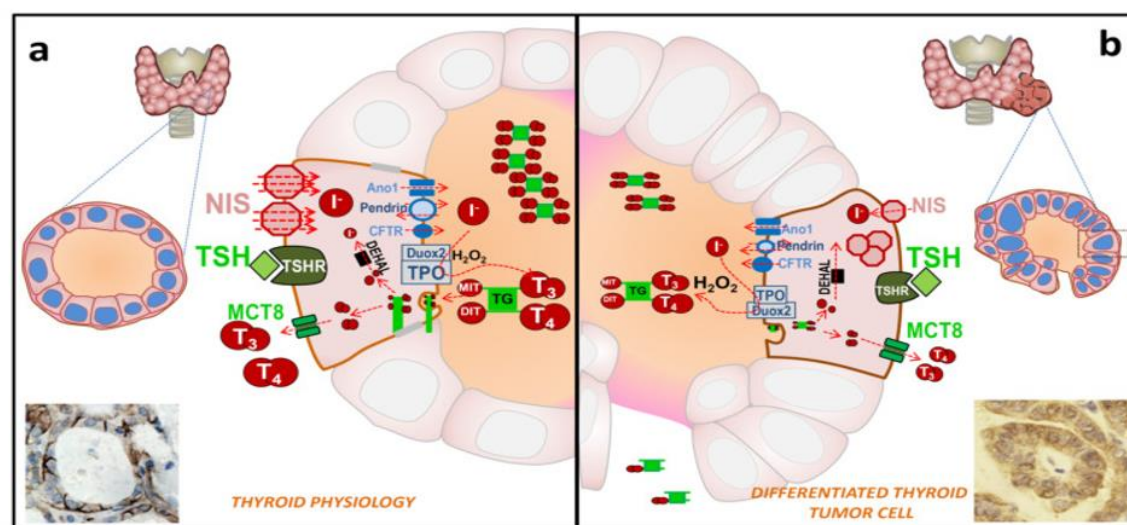 a
NIS
I⁻
Ano1
Pendrin
CFTR
I⁻
I⁻
DEHAL
Duox2
TPO
H₂O₂
TSH
TSHR
MIT
DIT
TG
T₃
T₄
MCT8
T₃
T₄
THYROID PHYSIOLOGY
b
Ano1
Pendrin
CFTR
I⁻
I⁻
NIS
DEHAL
TSH
TSHR
MIT
DIT
TG
T₃
T₄
H₂O₂
TPO
Duox2
MCT8
T₄
T₃
DIFFERENTIATED THYROID
TUMOR CELL